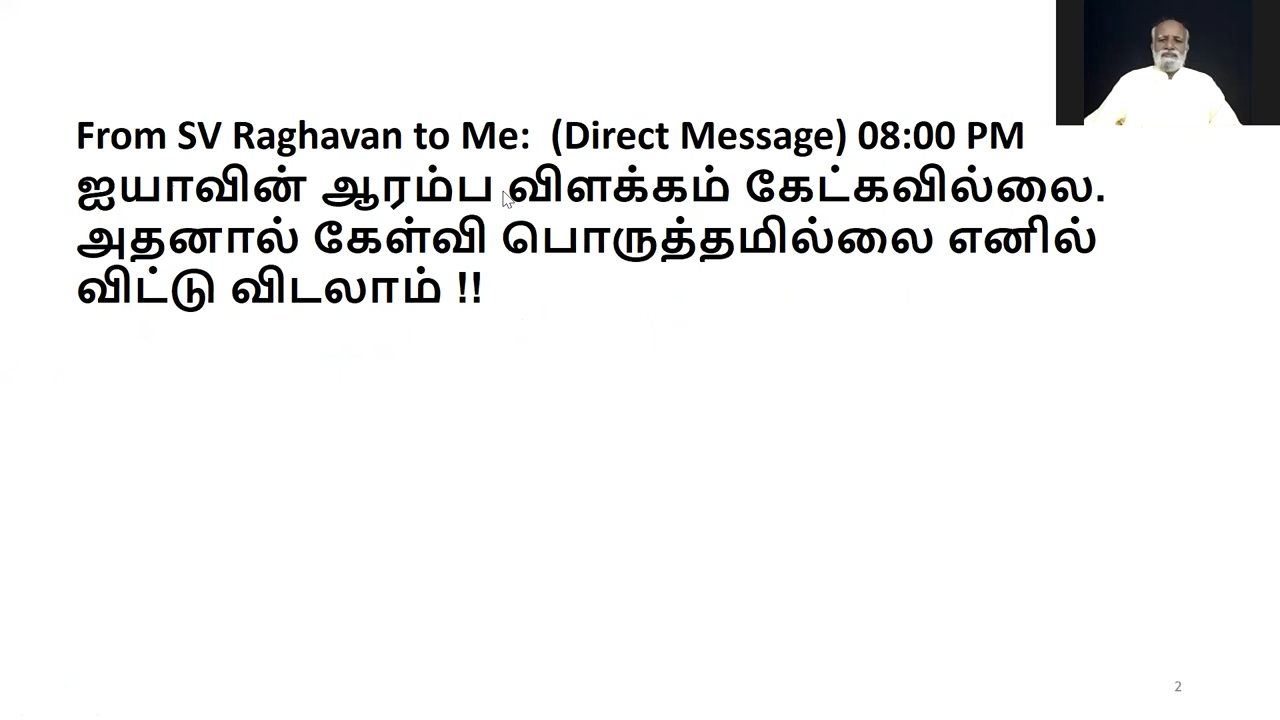 From SV Raghavan to Me:  (Direct Message) 08:00 PM
ஐயாவின் ஆரம்ப விளக்கம் கேட்கவில்லை.
அதனால் கேள்வி பொருத்தமில்லை எனில்
விட்டு விடலாம் !!
2